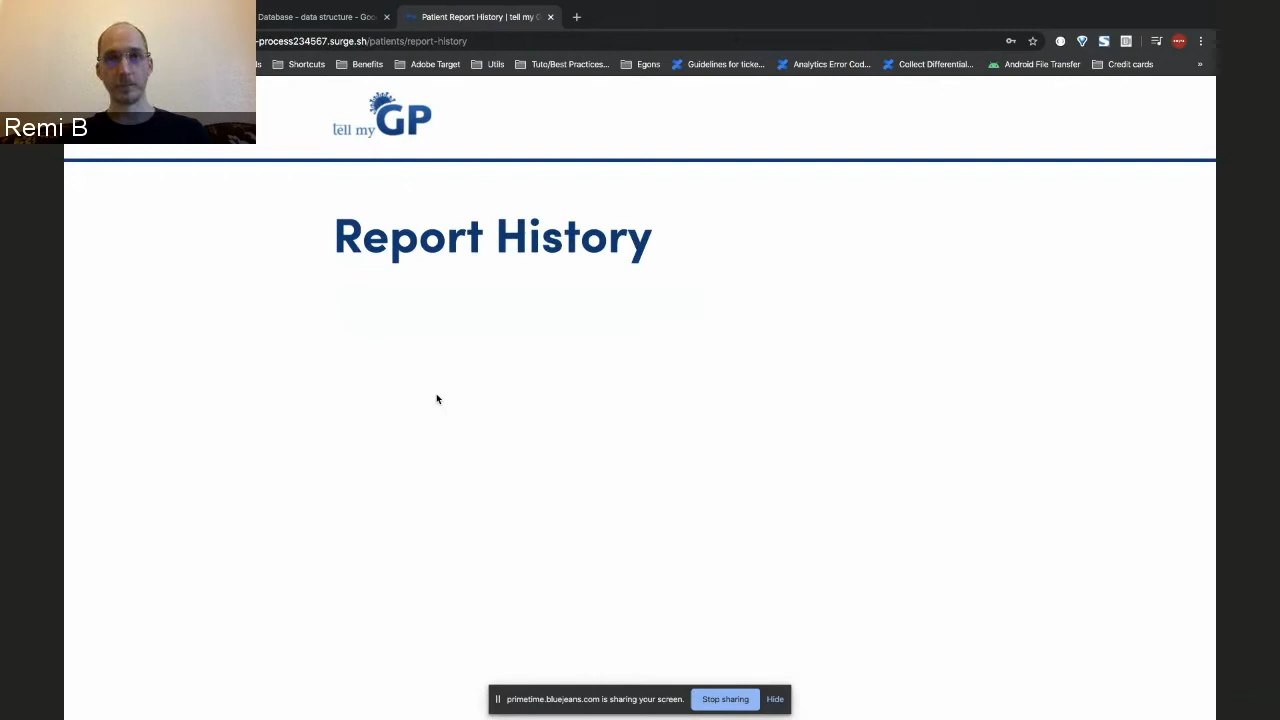 Database - data structure - Goo
Patient Report History | tell my G
-process234567.surge.sh/patients/report-history
ls
Shortcuts
Benefits
Adobe Target
Utils
Tuto/Best Practices...
Egons
Guidelines for ticke...
Analytics Error Cod...
Collect Differential...
Android File Transfer
Credit cards
»
Remi B
tell my GP
Report History
primetime.bluejeans.com is sharing your screen.
Stop sharing
Hide